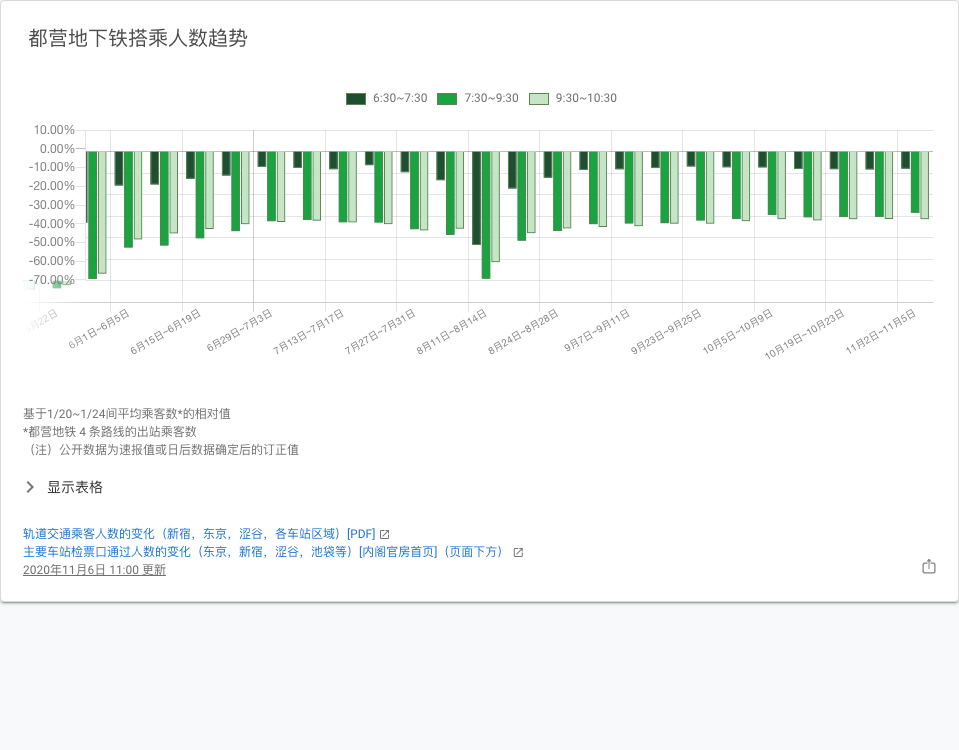 都营地下铁搭乘人数趋势
6:30~7:30 7:30~9:30 9:30~10:30
10.00%
0.00%
-10.00%
-20.00%
-30.00%
-40.00%
-50.00%
-60.00%
-70.00%
月22日
6月1日~6月5日
6月15日~6月19日
6月29日~7月3日
7月13日~7月17日
7月27日~7月31日
8月11日~8月14日
8月24日~8月28日
9月7日~9月11日
9月23日~9月25日
10月5日~10月9日
10月19日~10月23日
11月2日~11月5日
基于1/20~1/24间平均乘客数*的相对值
*都营地铁 4 条路线的出站乘客数
（注）公开数据为速报值或日后数据确定后的订正值
显示表格
轨道交通乘客人数的变化（新宿，东京，涩谷，各车站区域）[PDF]
主要车站检票口通过人数的变化（东京，新宿，涩谷，池袋等）[内阁官房首页]（页面下方）
2020年11月6日 11:00 更新